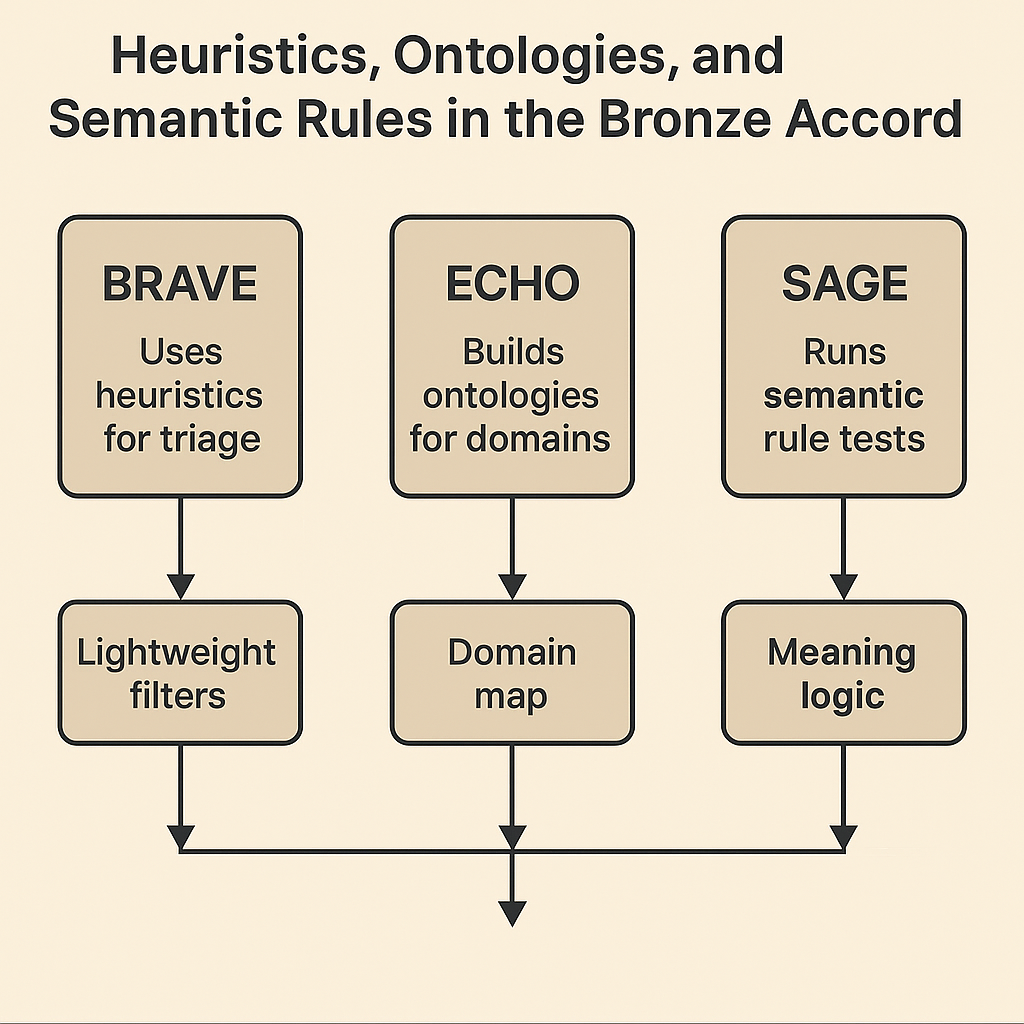 Heuristics, Ontologies, and
Semantic Rules in the Bronze Accord
BRAVE
Uses
heuristics
for triage
ECHO
Builds
ontologies
for domains
SAGE
Runs
semantic
rule tests
Lightweight
filters
Domain
map
Meaning
logic